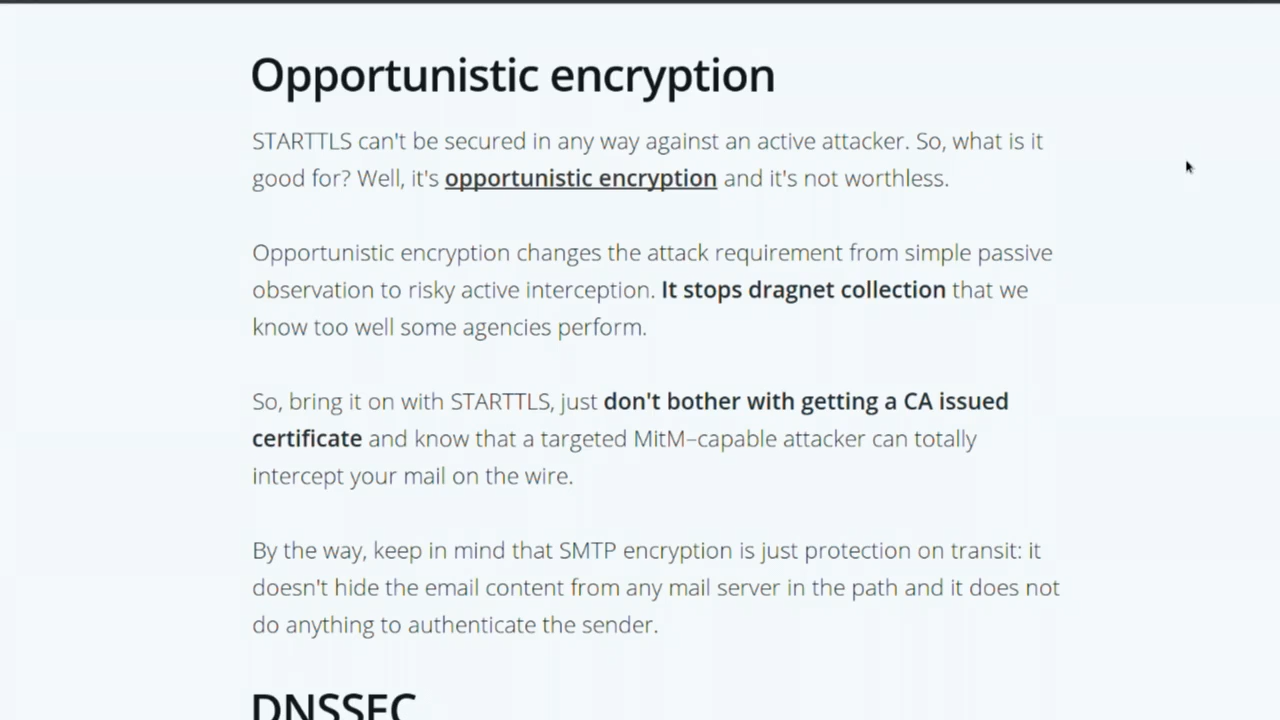 Opportunistic encryption
STARTTLS can't be secured in any way against an active attacker. So, what is it
good for? Well, it's opportunistic encryption and it's not worthless.
Opportunistic encryption changes the attack requirement from simple passive
observation to risky active interception. It stops dragnet collection that we
know too well some agencies perform.
So, bring it on with STARTTLS, just don't bother with getting a CA issued
certificate and know that a targeted MitM–capable attacker can totally
intercept your mail on the wire.
By the way, keep in mind that SMTP encryption is just protection on transit: it
doesn't hide the email content from any mail server in the path and it does not
do anything to authenticate the sender.
DNSSEC